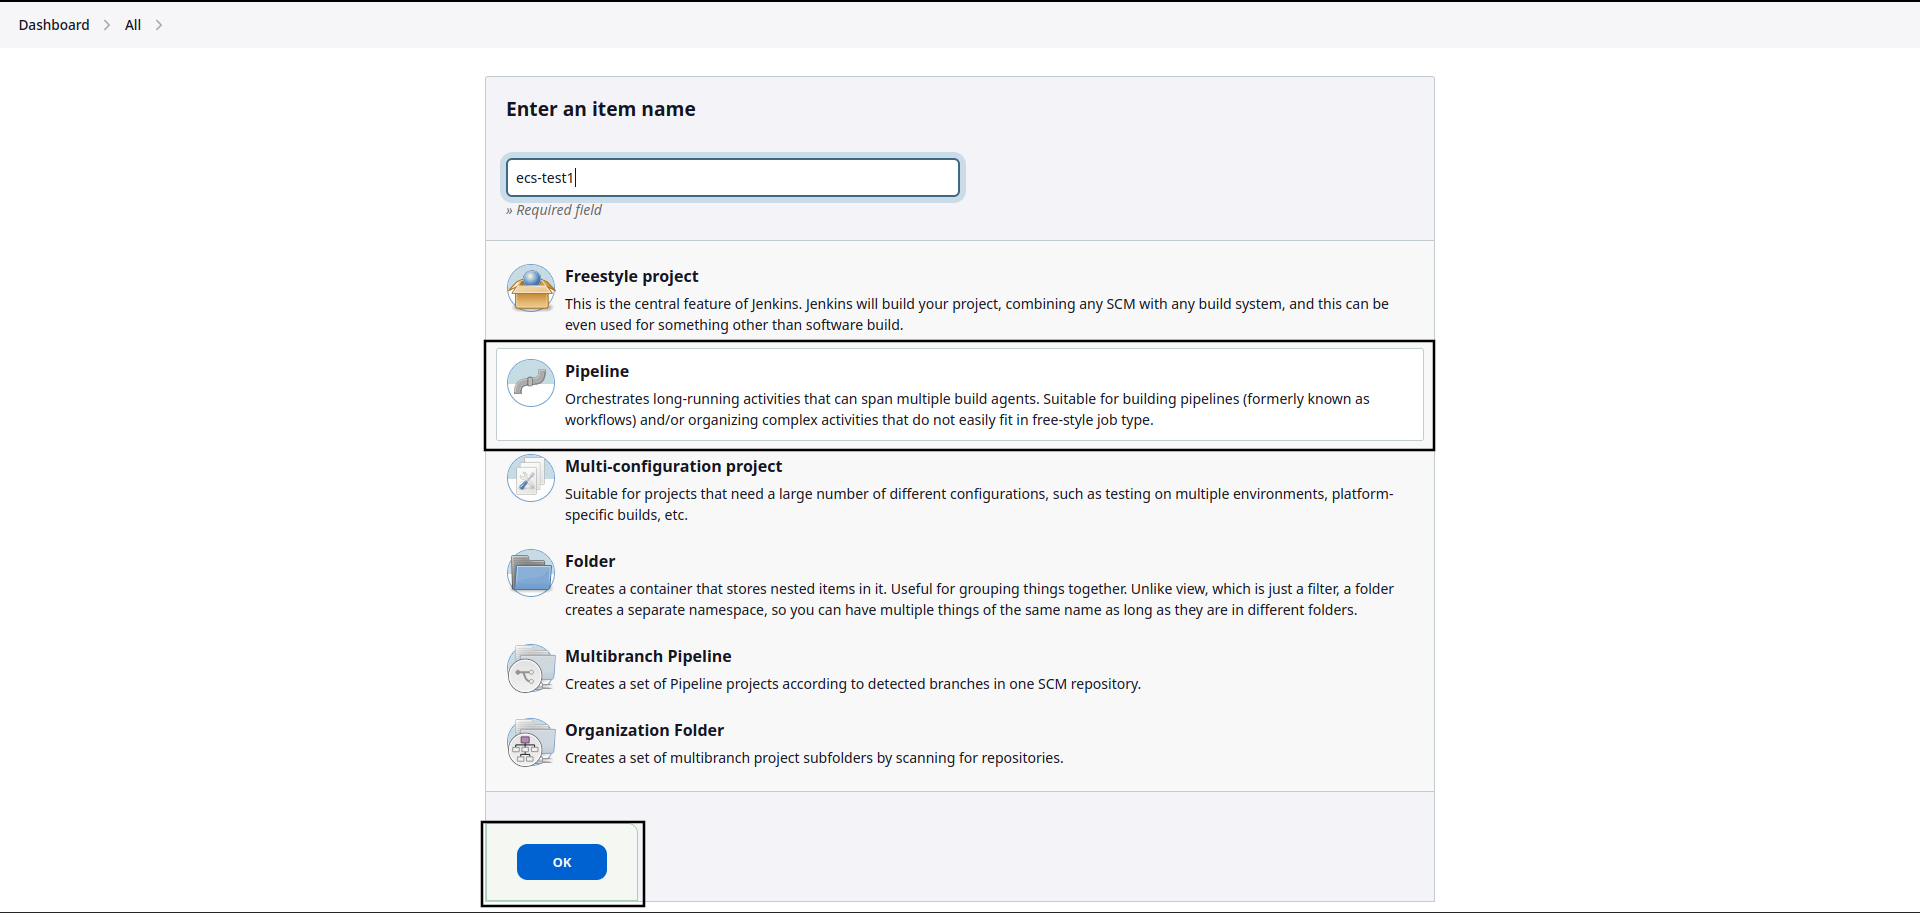 Dashboard
All
Enter an item name
ecs-test1
» Required field
Freestyle project
This is the central feature of Jenkins. Jenkins will build your project, combining any SCM with any build system, and this can be
even used for something other than software build.
Pipeline
Orchestrates long-running activities that can span multiple build agents. Suitable for building pipelines (formerly known as
workflows) and/or organizing complex activities that do not easily fit in free-style job type.
Multi-configuration project
Suitable for projects that need a large number of different configurations, such as testing on multiple environments, platform-
specific builds, etc.
Folder
Creates a container that stores nested items in it. Useful for grouping things together. Unlike view, which is just a filter, a folder
creates a separate namespace, so you can have multiple things of the same name as long as they are in different folders.
Multibranch Pipeline
Creates a set of Pipeline projects according to detected branches in one SCM repository.
Organization Folder
Creates a set of multibranch project subfolders by scanning for repositories.
OK